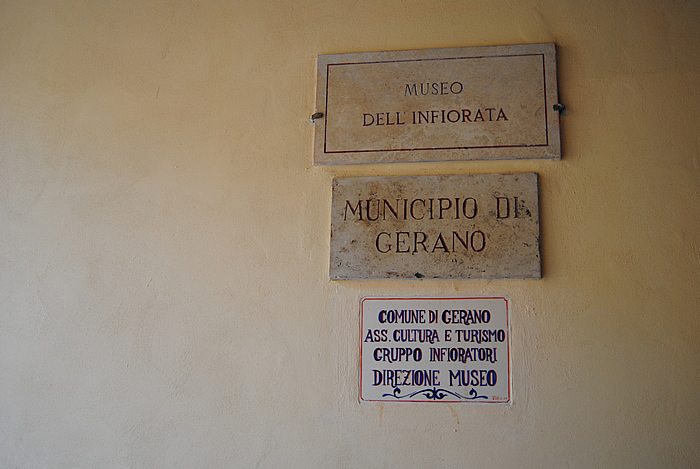 MUSEO
DELL'INFIORATA
MUNICIPIO DI
GERANO
COMUNE DI GERANO
ASS. CULTURA E TURISMO
GRUPPO INFIORATORI
DIREZIONE MUSEO